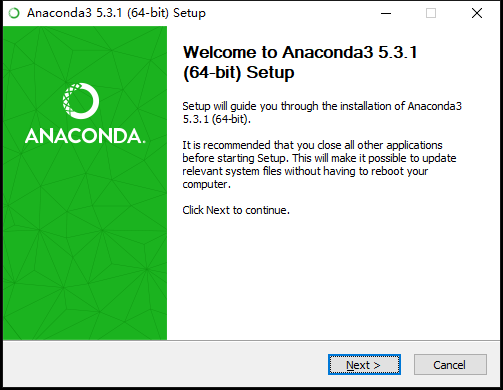 Anaconda3 5.3.1 (64-bit) Setup
Welcome to Anaconda3 5.3.1
(64-bit) Setup
ANACONDA.
Setup will guide you through the installation of Anaconda3
5.3.1 (64-bit).
It is recommended that you close all other applications
before starting Setup. This will make it possible to update
relevant system files without having to reboot your
computer.
Click Next to continue.
Next >
Cancel